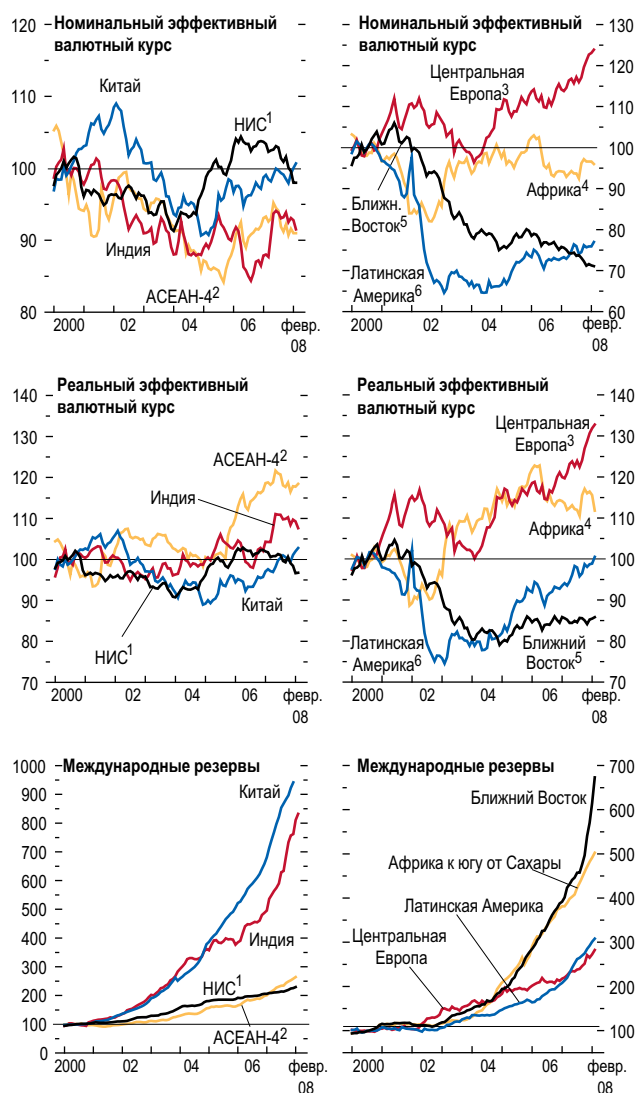 Номинальный эффективный
валютный курс
120
110
100
90
80
Китай
НИС1
Индия
АСЕАН-42
2000
02
04
06
февр.
08
Номинальный эффективный
валютный курс
130
120
110
100
90
80
70
60
Центральная
Европа3
Африка4
Ближн.
Восток5
Латинская
Америка6
2000
02
04
06
февр.
08
Реальный эффективный
валютный курс
140
130
120
110
100
90
80
70
АСЕАН-42
Индия
Китай
НИС1
2000
02
04
06
февр.
08
Реальный эффективный
валютный курс
140
130
120
110
100
90
80
70
Центральная
Европа3
Африка4
Латинская
Америка6
Ближний
Восток5
2000
02
04
06
февр.
08
Международные резервы
1000
900
800
700
600
500
400
300
200
100
0
Китай
Индия
НИС1
АСЕАН-42
2000
02
04
06
февр.
08
Международные резервы
700
600
500
400
300
200
100
Ближний Восток
Африка к югу от Сахары
Латинская Америка
Центральная
Европа
2000
02
04
06
февр.
08